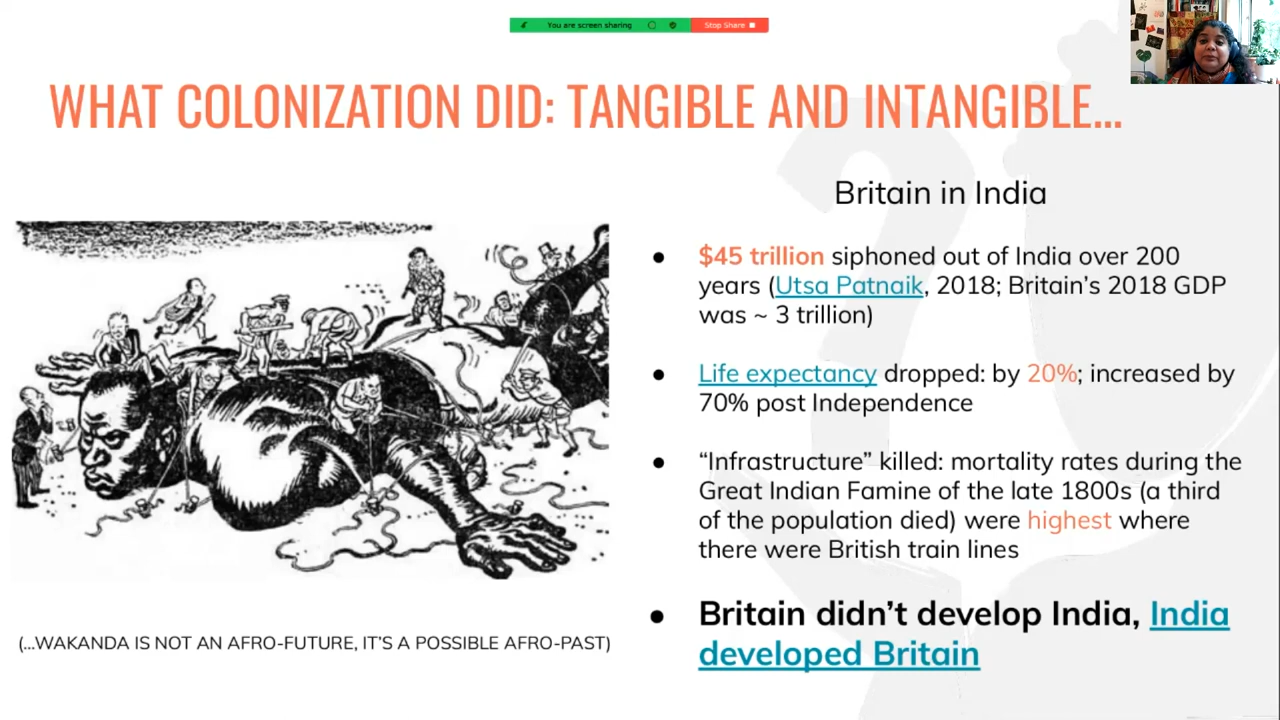 You are screen sharing
Stop Share
WHAT COLONIZATION DID: TANGIBLE AND INTANGIBLE...
Britain in India
• $45 trillion siphoned out of India over 200
years (Utsa Patnaik, 2018; Britain's 2018 GDP
was ~ 3 trillion)
• Life expectancy dropped: by 20%; increased by
70% post Independence
• “Infrastructure” killed: mortality rates during the
Great Indian Famine of the late 1800s (a third
of the population died) were highest where
there were British train lines
• Britain didn't develop India, India
developed Britain
(...WAKANDA IS NOT AN AFRO-FUTURE, IT'S A POSSIBLE AFRO-PAST)